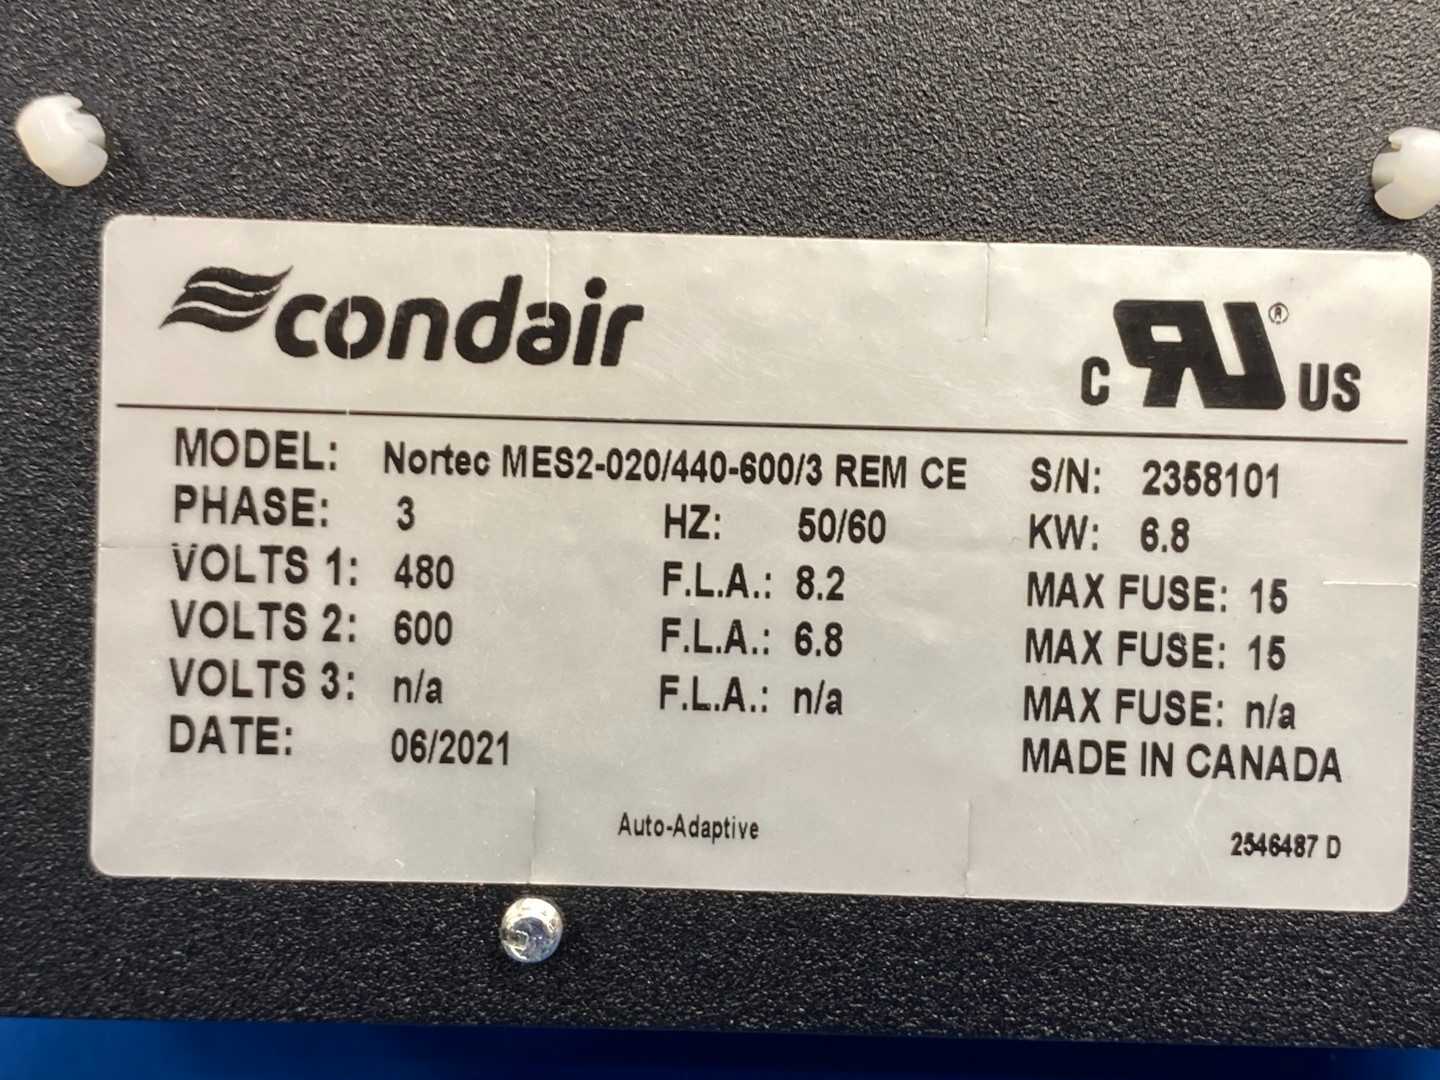 condair
C RU ® US
MODEL: Nortec MES2-020/440-600/3 REM CE S/N: 2358101
PHASE: 3 HZ: 50/60 KW: 6.8
VOLTS 1: 480 F.L.A.: 8.2 MAX FUSE: 15
VOLTS 2: 600 F.L.A.: 6.8 MAX FUSE: 15
VOLTS 3: n/a F.L.A.: n/a MAX FUSE: n/a
DATE: 06/2021 MADE IN CANADA
Auto-Adaptive
2546487 D